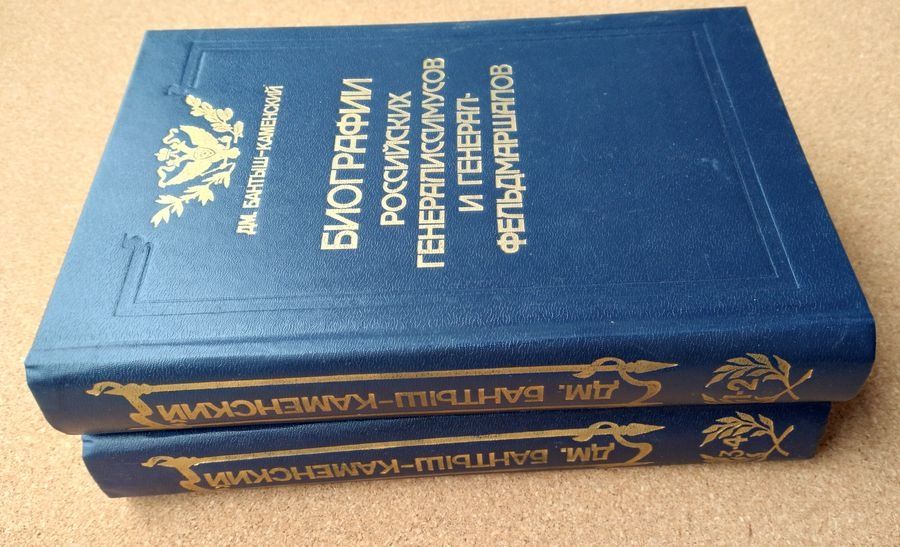 ДМ. БАНТЫШ-КАМЕНСКИЙ
БИОГРАФИИ
РОССИЙСКИХ
ГЕНЕРАЛИССИМУСОВ
И ГЕНЕРАЛ-
ФЕЛЬДМАРШАЛОВ
ДМ. БАНТЫШ-КАМЕНСКИЙ
1-2
ДМ. БАНТЫШ-КАМЕНСКИЙ
3-4